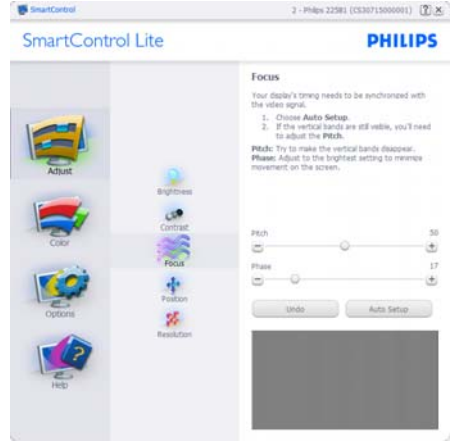 SmartControl
2 - Philips 225B1 (CS30715000001)
SmartControl Lite
PHILIPS
Adjust
Color
Options
Help
Brightness
Contrast
Focus
Position
Resolution
Focus
Your display's timing needs to be synchronized with
the video signal.
1. Choose Auto Setup.
2. If the vertical bands are still visible, you'll need
to adjust the Pitch.
Pitch: Try to make the vertical bands disappear.
Phase: Adjust to the brightest setting to minimize
movement on the screen.
Pitch 50
Phase 17
Undo Auto Setup